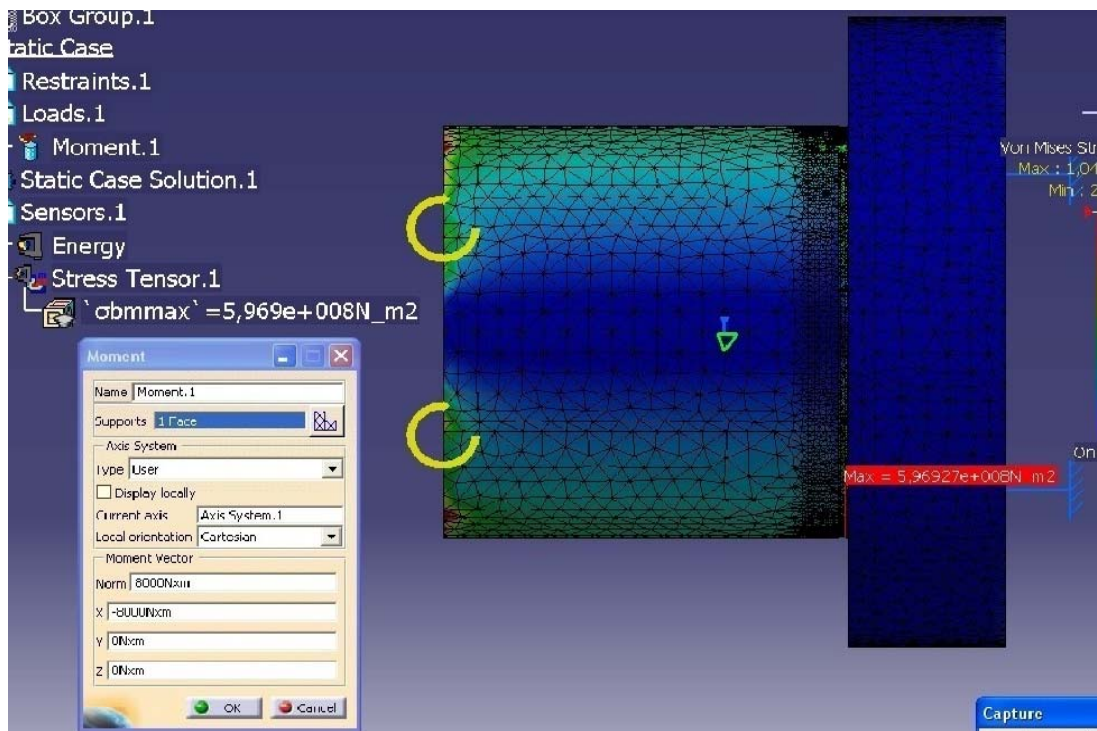 Box Group.1
tatic Case
Restraints.1
Loads.1
Moment.1
Static Case Solution.1
Sensors.1
Energy
Stress Tensor.1
`σbmmax`=5,969e+008N_m2
Moment
Name Moment.1
Supports 1 Face
Axis System
Type User
Display locally
Current axis Axis System.1
Local orientation Cartesian
Moment Vector
Norm 8000Nxm
X -8000Nxm
Y 0Nxm
Z 0Nxm
OK Cancel
Von Mises Str
Max : 1,04
Min : 2
On
Max = 5,96927e+008N_m2
Capture